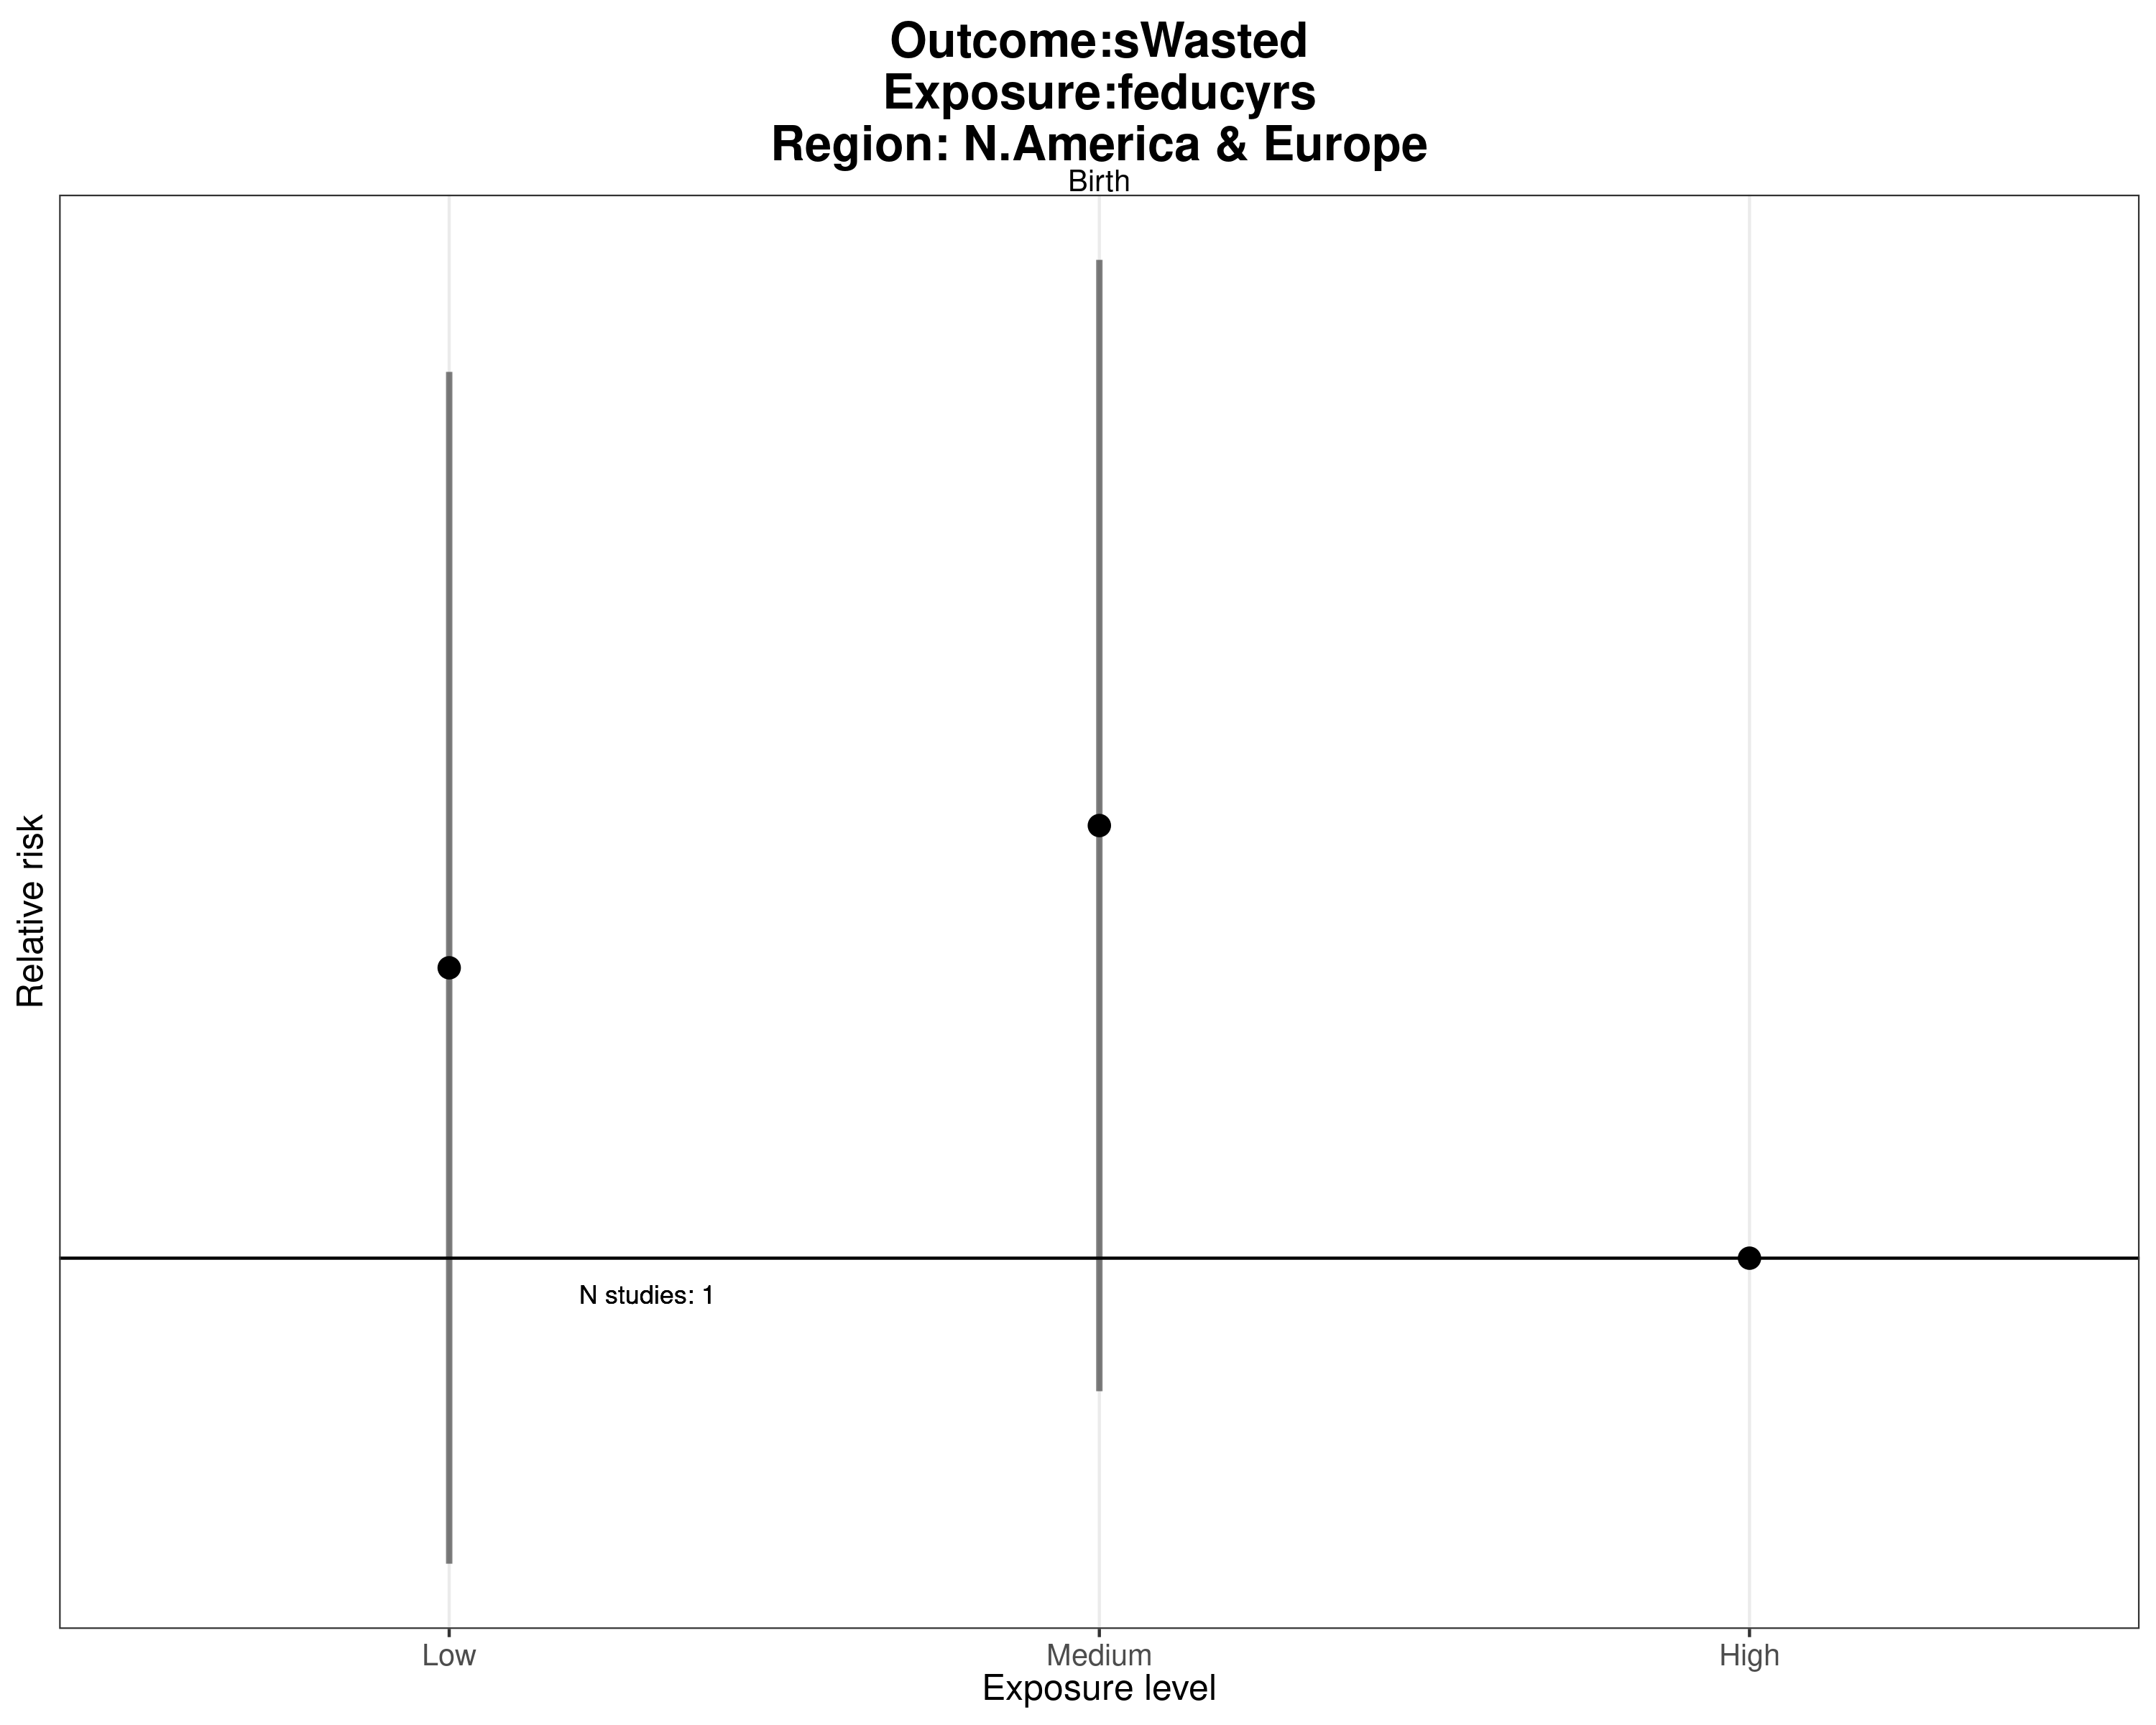 Outcome:sWasted
Exposure:feducyrs
Region: N.America & Europe
Birth
Relative risk
N studies: 1
Low
Medium
High
Exposure level